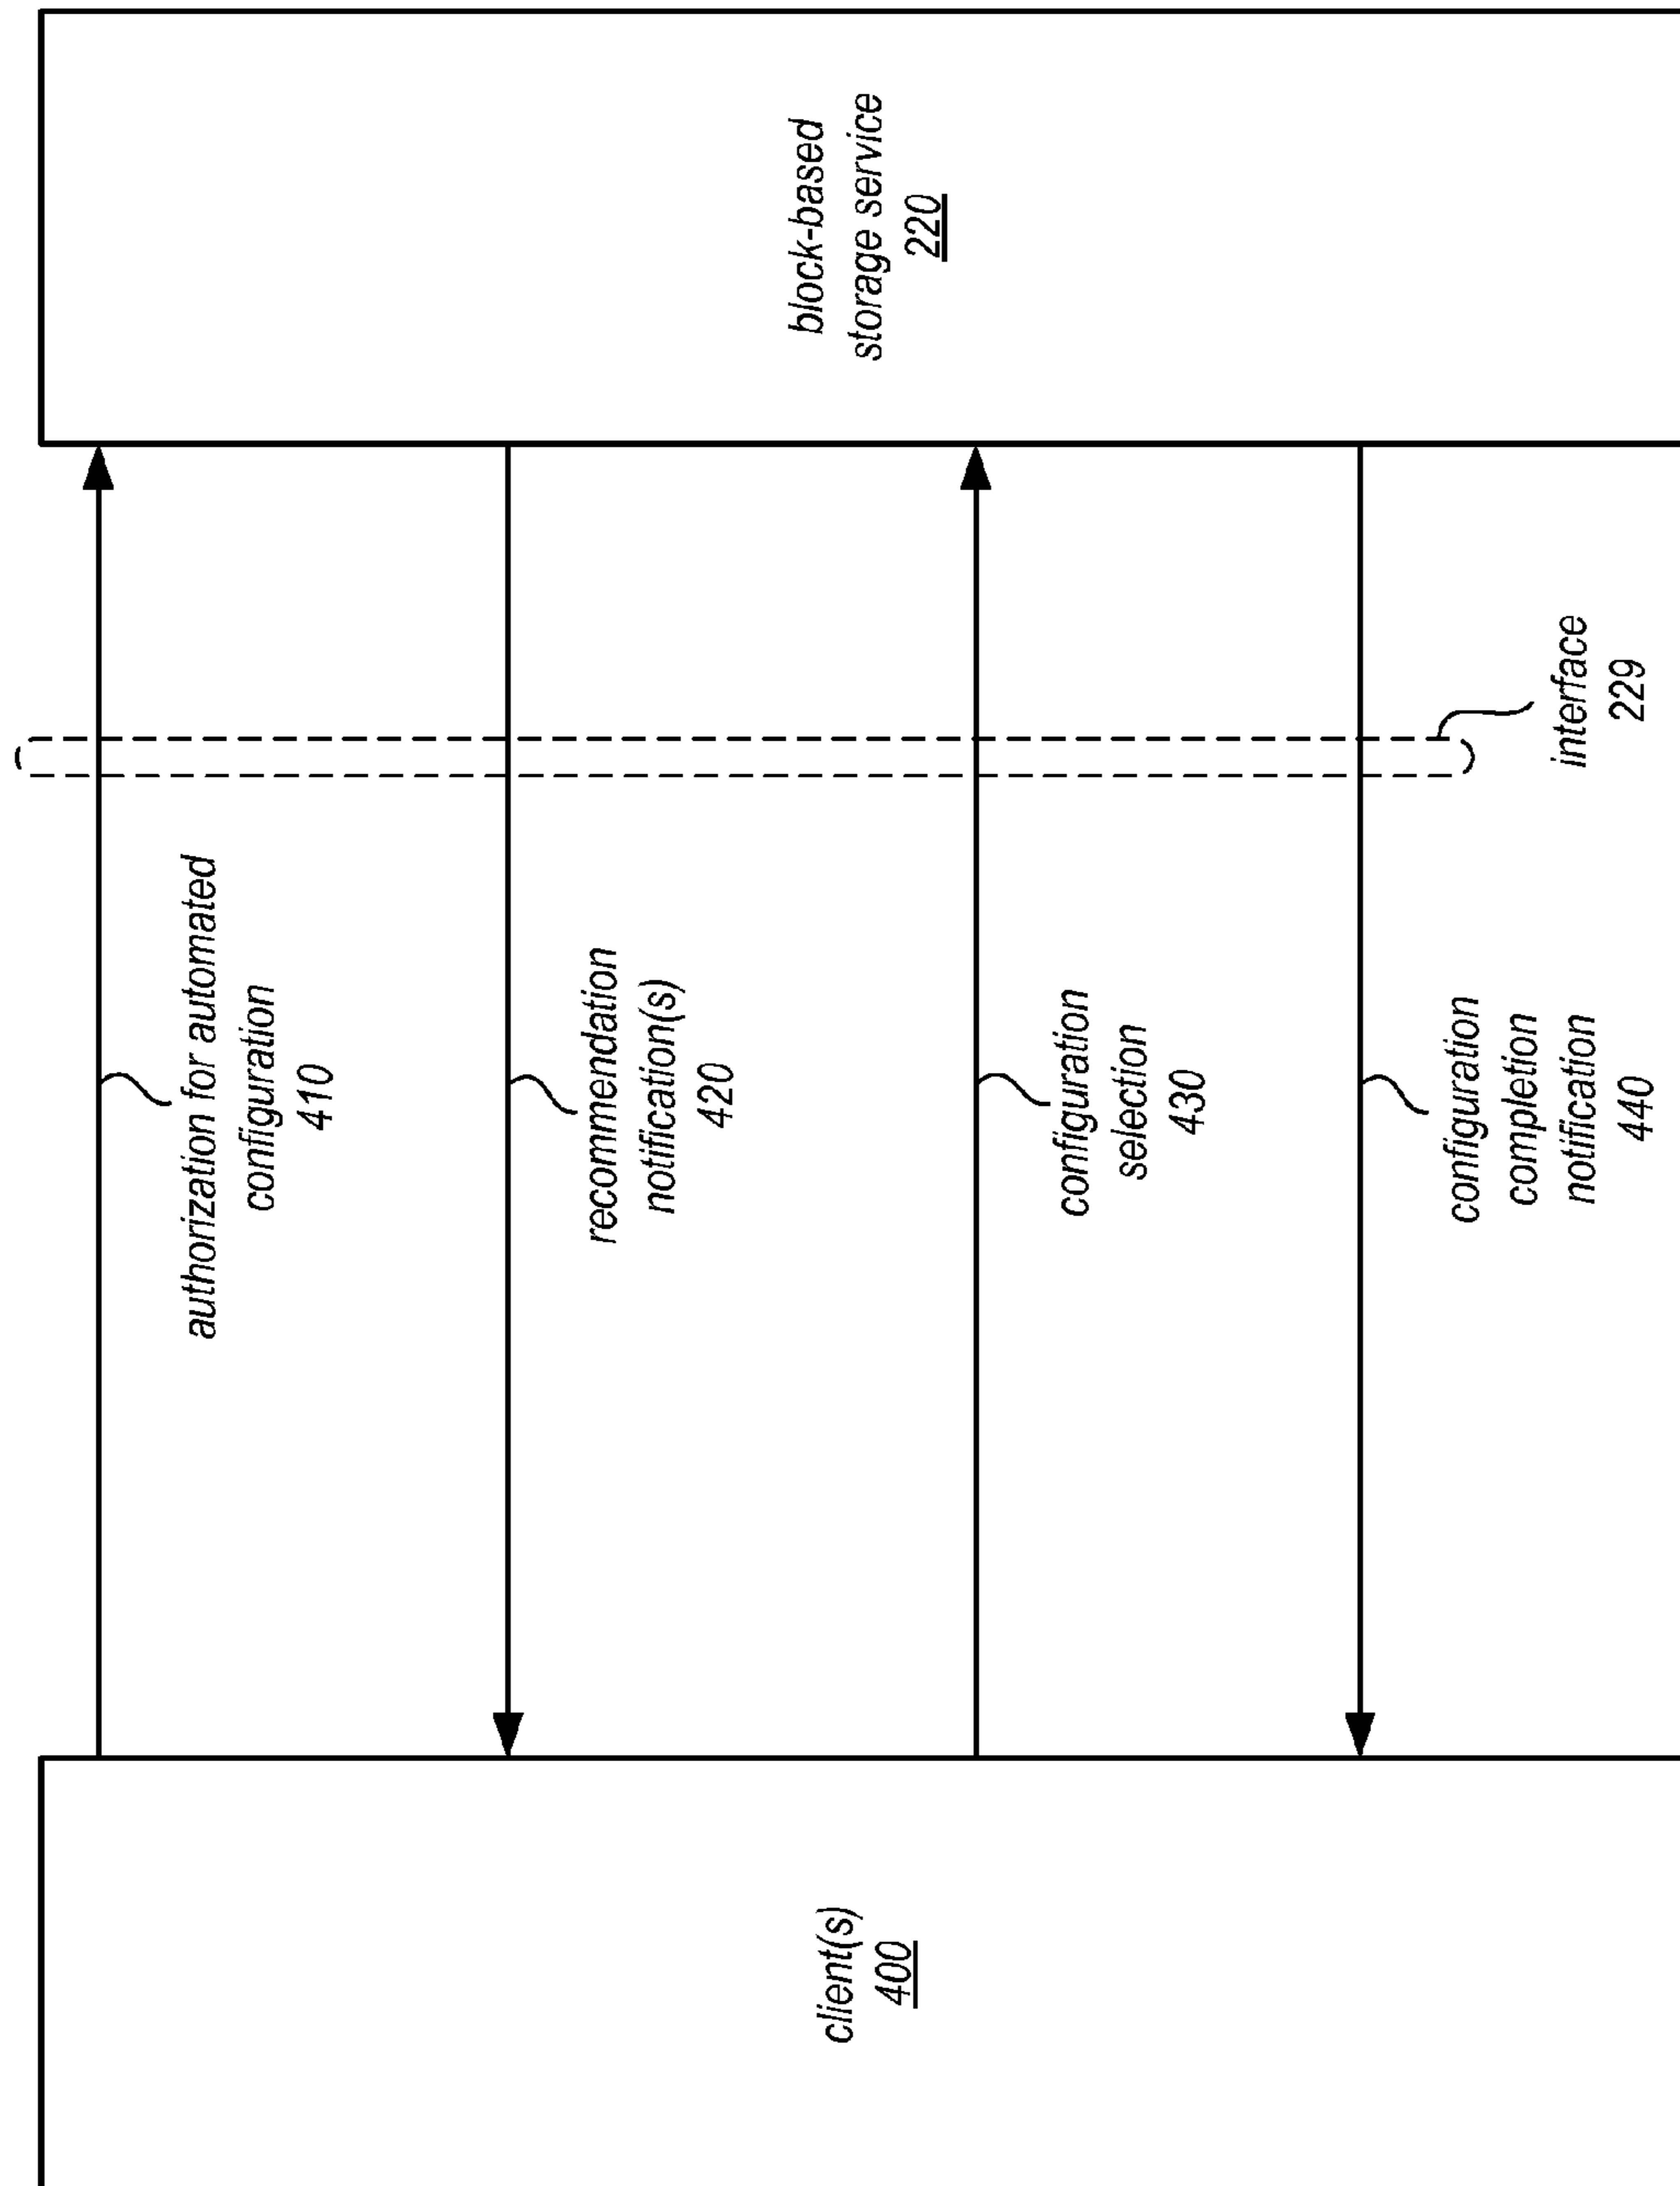 client(s)
400
authorization for automated
configuration
410
recommendation
notification(s)
420
configuration
selection
430
configuration
completion
notification
440
interface
229
block-based
storage service
220